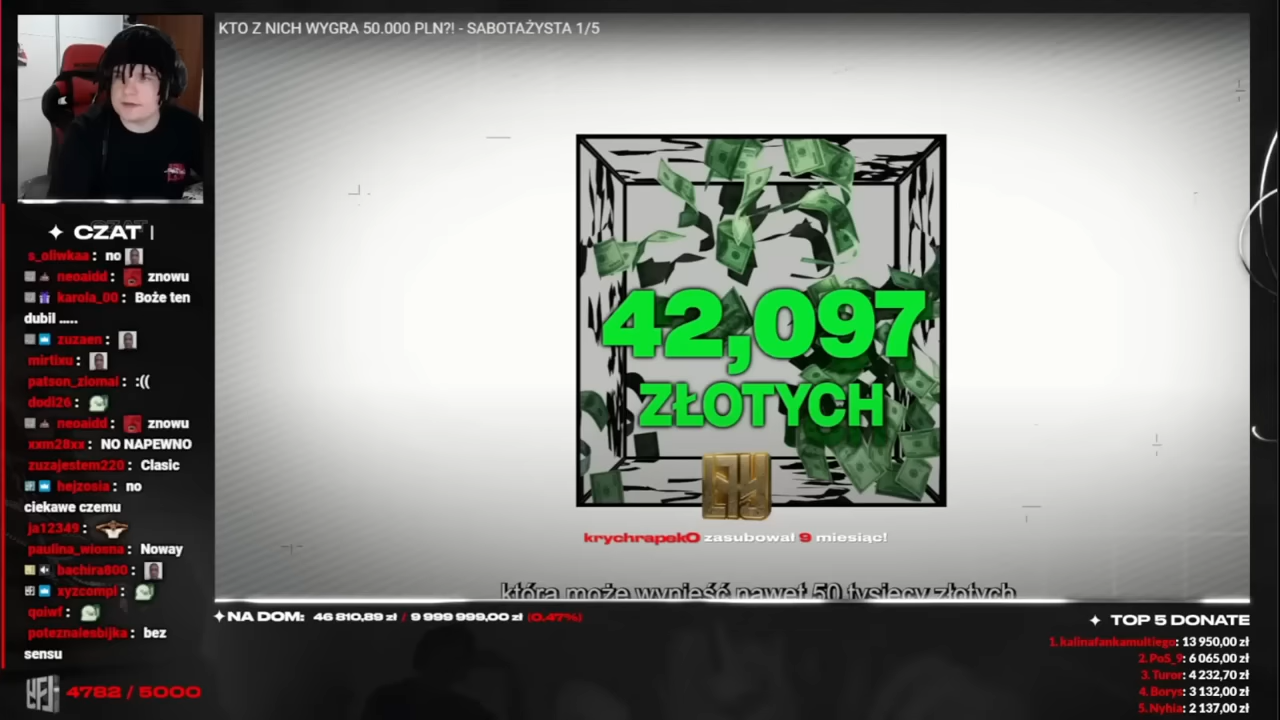 KTO Z NICH WYGRA 50.000 PLN?! - SABOTAŻYSTA 1/5
CZAT
s_oliwkaa: no
neoaidd: znowu
karola_00: Boże ten
dubil .....
zuzaen:
mirtixu:
patson_ziomal: :((
dodi26:
neoaidd: znowu
xxm28xx: NO NAPEWNO
zuzajestem220: Clasic
hejzosia: no
ciekawe czemu
ja12349:
paulina_wiosna: Noway
bachira800:
xyzcompl:
qoiwf:
poteznalesbijka: bez
sensu
4782 / 5000
42,097
ZŁOTYCH
krychrapskO zasubował 9 miesiąc!
która może wynieść nawet 50 tysięcy złotych
NA DOM: 46 810,89 zł / 9 999 999,00 zł (0.47%)
TOP 5 DONATE
1. kalinafankamultiego: 13 950,00 zł
2. Po5_9: 6 065,00 zł
3. Turor: 4 232,70 zł
4. Borys: 3 132,00 zł
5. Nyhia: 2 137,00 zł